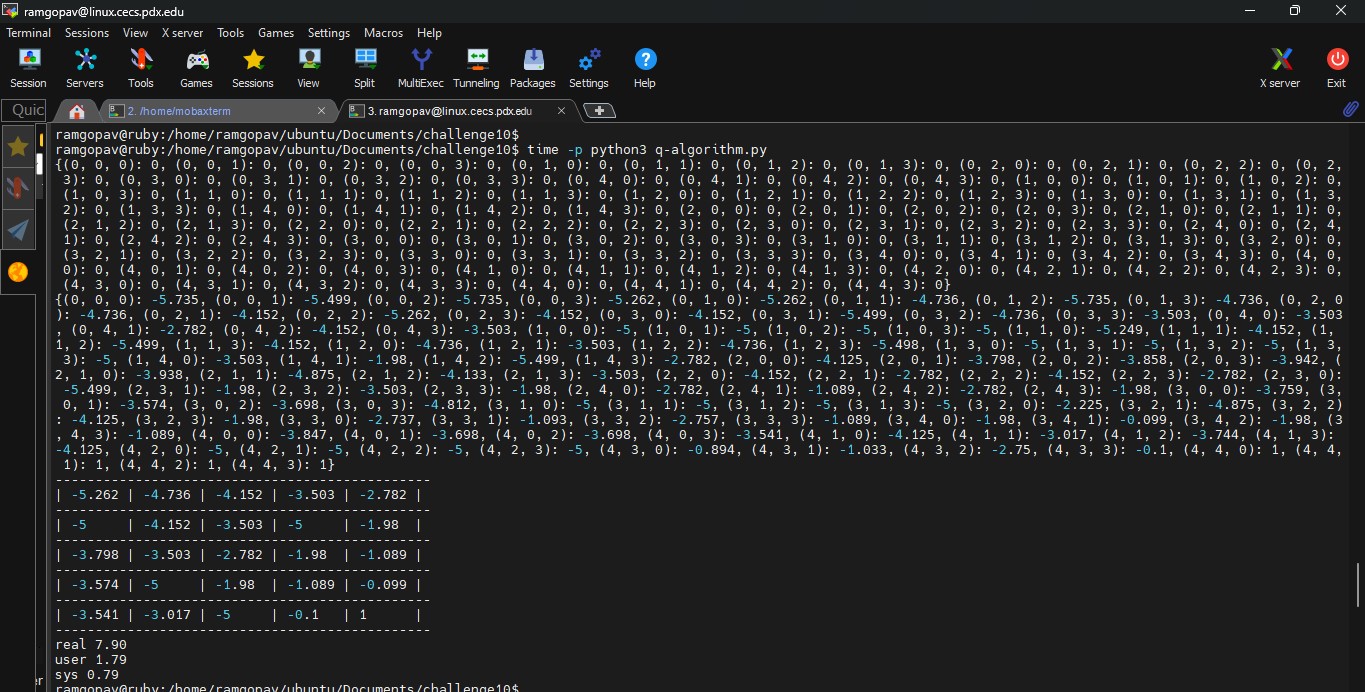 ramgopav@linux.cecs.pdx.edu
Terminal Sessions View X server Tools Games Settings Macros Help
Session Servers Tools Games Sessions View Split MultiExec Tunneling Packages Settings Help X server Exit
Quic 2. /home/mobaxterm 3. ramgopav@linux.cecs.pdx.edu
ramgopav@ruby:/home/ramgopav/ubuntu/Documents/challenge10$
ramgopav@ruby:/home/ramgopav/ubuntu/Documents/challenge10$ time -p python3 q-algorithm.py
{(0, 0, 0): 0, (0, 0, 1): 0, (0, 0, 2): 0, (0, 0, 3): 0, (0, 1, 0): 0, (0, 1, 1): 0, (0, 1, 2): 0, (0, 1, 3): 0, (0, 2, 0): 0, (0, 2, 1): 0, (0, 2, 2): 0, (0, 2,
3): 0, (0, 3, 0): 0, (0, 3, 1): 0, (0, 3, 2): 0, (0, 3, 3): 0, (0, 4, 0): 0, (0, 4, 1): 0, (0, 4, 2): 0, (0, 4, 3): 0, (1, 0, 0): 0, (1, 0, 1): 0, (1, 0, 2): 0,
(1, 0, 3): 0, (1, 1, 0): 0, (1, 1, 1): 0, (1, 1, 2): 0, (1, 1, 3): 0, (1, 2, 0): 0, (1, 2, 1): 0, (1, 2, 2): 0, (1, 2, 3): 0, (1, 3, 0): 0, (1, 3, 1): 0, (1, 3,
2): 0, (1, 3, 3): 0, (1, 4, 0): 0, (1, 4, 1): 0, (1, 4, 2): 0, (1, 4, 3): 0, (2, 0, 0): 0, (2, 0, 1): 0, (2, 0, 2): 0, (2, 0, 3): 0, (2, 1, 0): 0, (2, 1, 1): 0,
(2, 1, 2): 0, (2, 1, 3): 0, (2, 2, 0): 0, (2, 2, 1): 0, (2, 2, 2): 0, (2, 2, 3): 0, (2, 3, 0): 0, (2, 3, 1): 0, (2, 3, 2): 0, (2, 3, 3): 0, (2, 4, 0): 0, (2, 4,
1): 0, (2, 4, 2): 0, (2, 4, 3): 0, (3, 0, 0): 0, (3, 0, 1): 0, (3, 0, 2): 0, (3, 0, 3): 0, (3, 1, 0): 0, (3, 1, 1): 0, (3, 1, 2): 0, (3, 1, 3): 0, (3, 2, 0): 0,
(3, 2, 1): 0, (3, 2, 2): 0, (3, 2, 3): 0, (3, 3, 0): 0, (3, 3, 1): 0, (3, 3, 2): 0, (3, 3, 3): 0, (3, 4, 0): 0, (3, 4, 1): 0, (3, 4, 2): 0, (3, 4, 3): 0, (4, 0,
0): 0, (4, 0, 1): 0, (4, 0, 2): 0, (4, 0, 3): 0, (4, 1, 0): 0, (4, 1, 1): 0, (4, 1, 2): 0, (4, 1, 3): 0, (4, 2, 0): 0, (4, 2, 1): 0, (4, 2, 2): 0, (4, 2, 3): 0,
(4, 3, 0): 0, (4, 3, 1): 0, (4, 3, 2): 0, (4, 3, 3): 0, (4, 4, 0): 0, (4, 4, 1): 0, (4, 4, 2): 0, (4, 4, 3): 0}
{(0, 0, 0): -5.735, (0, 0, 1): -5.499, (0, 0, 2): -5.735, (0, 0, 3): -5.262, (0, 1, 0): -5.262, (0, 1, 1): -4.736, (0, 1, 2): -5.735, (0, 1, 3): -4.736, (0, 2, 0
): -4.736, (0, 2, 1): -4.152, (0, 2, 2): -5.262, (0, 2, 3): -4.152, (0, 3, 0): -4.152, (0, 3, 1): -5.499, (0, 3, 2): -4.736, (0, 3, 3): -3.503, (0, 4, 0): -3.503
, (0, 4, 1): -2.782, (0, 4, 2): -4.152, (0, 4, 3): -3.503, (1, 0, 0): -5, (1, 0, 1): -5, (1, 0, 2): -5, (1, 0, 3): -5, (1, 1, 0): -5.249, (1, 1, 1): -4.152, (1,
1, 2): -5.499, (1, 1, 3): -4.152, (1, 2, 0): -4.736, (1, 2, 1): -3.503, (1, 2, 2): -4.736, (1, 2, 3): -5.498, (1, 3, 0): -5, (1, 3, 1): -5, (1, 3, 2): -5, (1, 3,
3): -5, (1, 4, 0): -3.503, (1, 4, 1): -1.98, (1, 4, 2): -5.499, (1, 4, 3): -2.782, (2, 0, 0): -4.125, (2, 0, 1): -3.798, (2, 0, 2): -3.858, (2, 0, 3): -3.942, (
2, 1, 0): -3.938, (2, 1, 1): -4.875, (2, 1, 2): -4.133, (2, 1, 3): -3.503, (2, 2, 0): -4.152, (2, 2, 1): -2.782, (2, 2, 2): -4.152, (2, 2, 3): -2.782, (2, 3, 0):
-5.499, (2, 3, 1): -1.98, (2, 3, 2): -3.503, (2, 3, 3): -1.98, (2, 4, 0): -2.782, (2, 4, 1): -1.089, (2, 4, 2): -2.782, (2, 4, 3): -1.98, (3, 0, 0): -3.759, (3,
0, 1): -3.574, (3, 0, 2): -3.698, (3, 0, 3): -4.812, (3, 1, 0): -5, (3, 1, 1): -5, (3, 1, 2): -5, (3, 1, 3): -5, (3, 2, 0): -2.225, (3, 2, 1): -4.875, (3, 2, 2)
: -4.125, (3, 2, 3): -1.98, (3, 3, 0): -2.737, (3, 3, 1): -1.093, (3, 3, 2): -2.757, (3, 3, 3): -1.089, (3, 4, 0): -1.98, (3, 4, 1): -0.099, (3, 4, 2): -1.98, (3
, 4, 3): -1.089, (4, 0, 0): -3.847, (4, 0, 1): -3.698, (4, 0, 2): -3.698, (4, 0, 3): -3.541, (4, 1, 0): -4.125, (4, 1, 1): -3.017, (4, 1, 2): -3.744, (4, 1, 3):
-4.125, (4, 2, 0): -5, (4, 2, 1): -5, (4, 2, 2): -5, (4, 2, 3): -5, (4, 3, 0): -0.894, (4, 3, 1): -1.033, (4, 3, 2): -2.75, (4, 3, 3): -0.1, (4, 4, 0): 1, (4, 4,
1): 1, (4, 4, 2): 1, (4, 4, 3): 1}
-----------------------------------------------
| -5.262 | -4.736 | -4.152 | -3.503 | -2.782 |
-----------------------------------------------
| -5 | -4.152 | -3.503 | -5 | -1.98 |
-----------------------------------------------
| -3.798 | -3.503 | -2.782 | -1.98 | -1.089 |
-----------------------------------------------
| -3.574 | -5 | -1.98 | -1.089 | -0.099 |
-----------------------------------------------
| -3.541 | -3.017 | -5 | -0.1 | 1 |
-----------------------------------------------
real 7.90
user 1.79
sys 0.79
ramgopav@ruby:/home/ramgopav/ubuntu/Documents/challenge10$